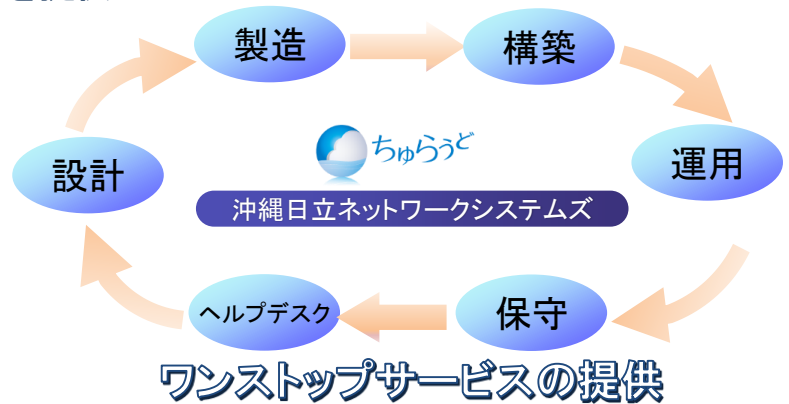 製造
構築
ちゅらうど
設計
運用
沖縄日立ネットワークシステムズ
ヘルプデスク
保守
ワンストップサービスの提供